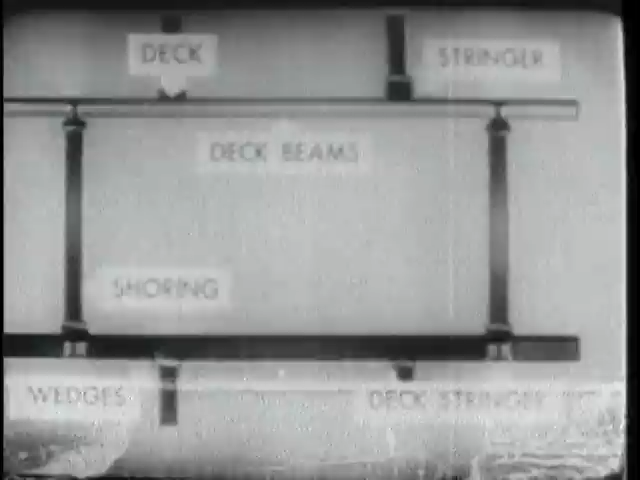 DECK
STRINGER
DECK BEAMS
SHORING
WEDGES
DECK STRINGER